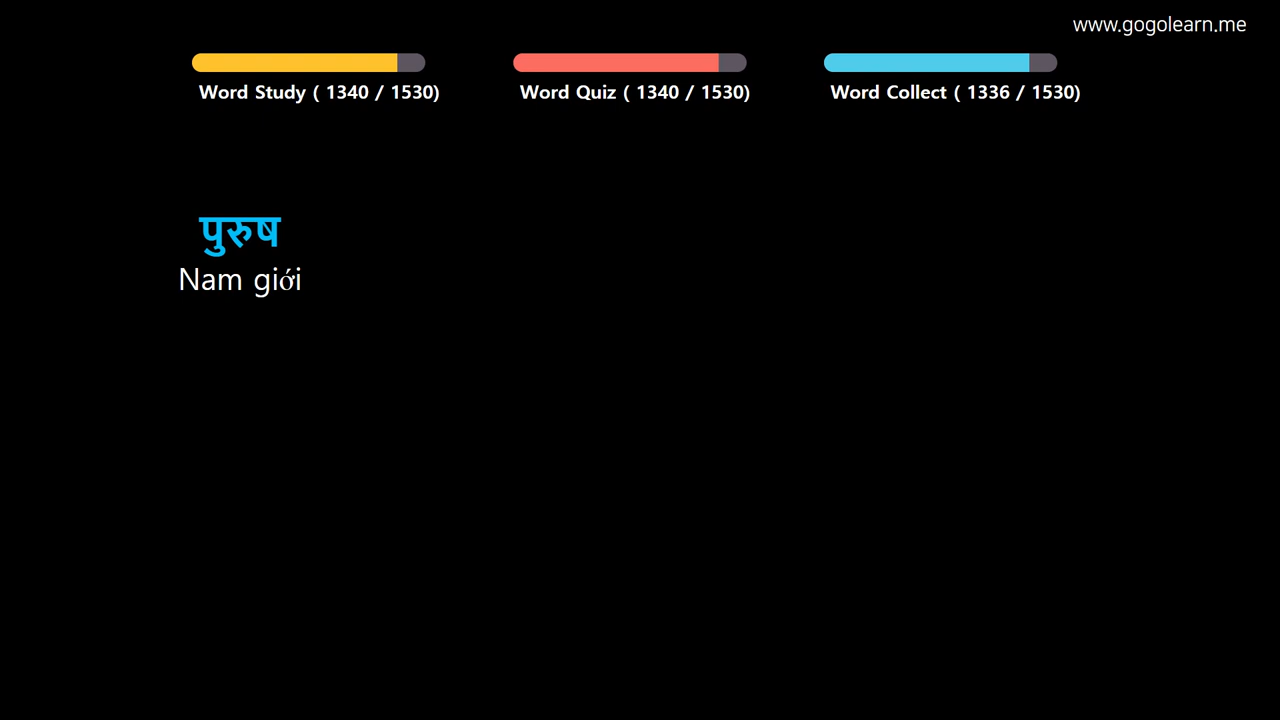 www.gogolearn.me
Word Study ( 1340 / 1530)
Word Quiz ( 1340 / 1530)
Word Collect ( 1336 / 1530)
पुरुष
Nam giới